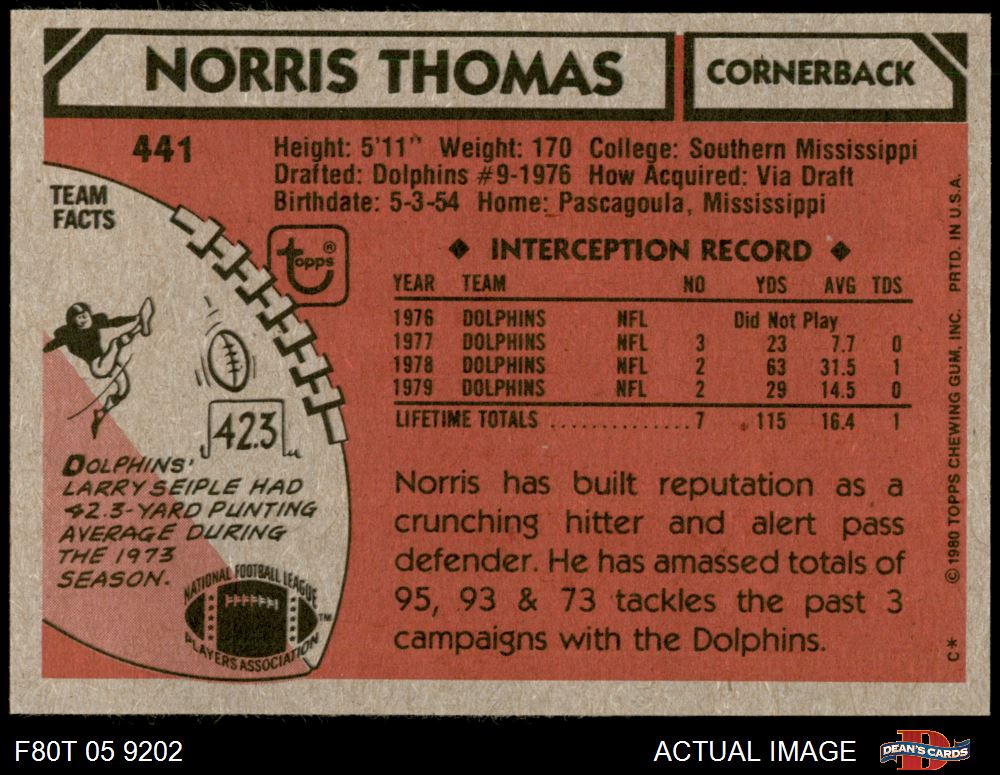 NORRIS THOMAS
CORNERBACK
441
Height: 5'11" Weight: 170 College: Southern Mississippi
Drafted: Dolphins #9-1976 How Acquired: Via Draft
Birthdate: 5-3-54 Home: Pascagoula, Mississippi
TEAM
FACTS
topps®
◆ INTERCEPTION RECORD ◆
YEAR TEAM NO YDS AVG TDS
1976 DOLPHINS NFL Did Not Play
1977 DOLPHINS NFL 3 23 7.7 0
1978 DOLPHINS NFL 2 63 31.5 1
1979 DOLPHINS NFL 2 29 14.5 0
LIFETIME TOTALS ..............7 115 16.4 1
42.3
DOLPHINS'
LARRY SEIPLE HAD
42.3-YARD PUNTING
AVERAGE DURING
THE 1973
SEASON.
NATIONAL FOOTBALL LEAGUE
PLAYERS ASSOCIATION
TM
Norris has built reputation as a
crunching hitter and alert pass
defender. He has amassed totals of
95, 93 & 73 tackles the past 3
campaigns with the Dolphins.
C* © 1980 TOPPS CHEWING GUM, INC. PRTD. IN U.S.A.
F80T 05 9202
ACTUAL IMAGE
D
DEAN'S CARDS